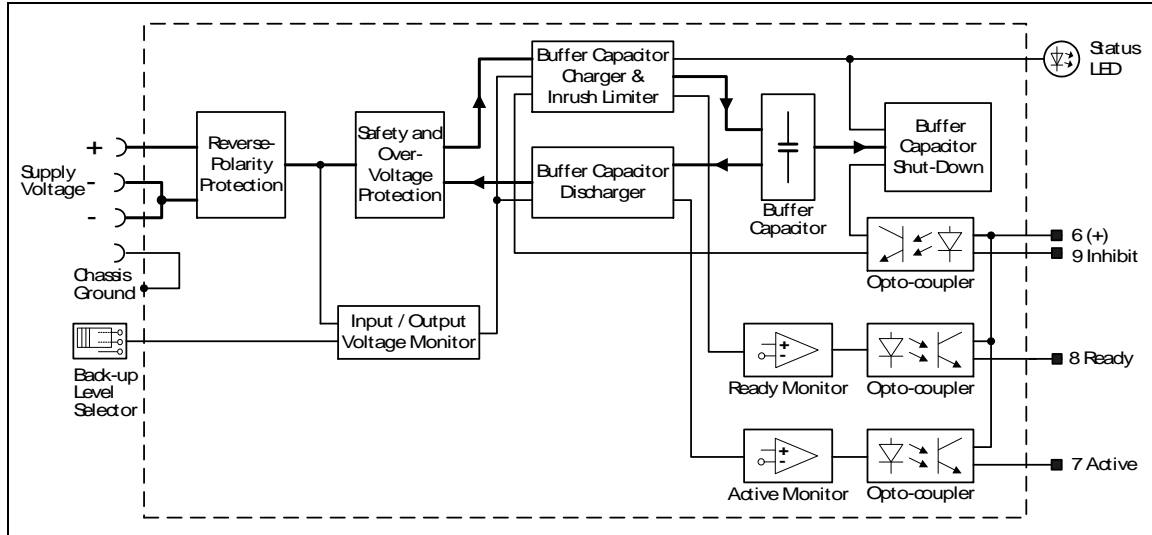 Buffer Capacitor
Charger &
Inrush Limiter
Status
LED
Reverse-
Polarity
Protection
Safety and
Over-
Voltage
Protection
Buffer
Capacitor
Shut-Down
+
Supply
Voltage
-
-
Buffer Capacitor
Discharger
Buffer
Capacitor
6 (+)
9 Inhibit
Opto-coupler
Chassis
Ground
Input / Output
Voltage Monitor
Back-up
Level
Selector
+
-
Ready Monitor
Opto-coupler
8 Ready
+
-
Active Monitor
Opto-coupler
7 Active